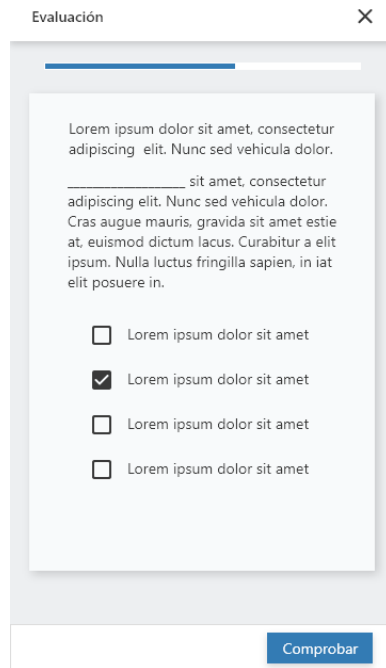 Evaluación
Lorem ipsum dolor sit amet, consectetur
adipiscing elit. Nunc sed vehicula dolor.
___________________ sit amet, consectetur
adipiscing elit. Nunc sed vehicula dolor.
Cras augue mauris, gravida sit amet estie
at, euismod dictum lacus. Curabitur a elit
ipsum. Nulla luctus fringilla sapien, in iat
elit posuere in.
Lorem ipsum dolor sit amet
Lorem ipsum dolor sit amet
Lorem ipsum dolor sit amet
Lorem ipsum dolor sit amet
Comprobar